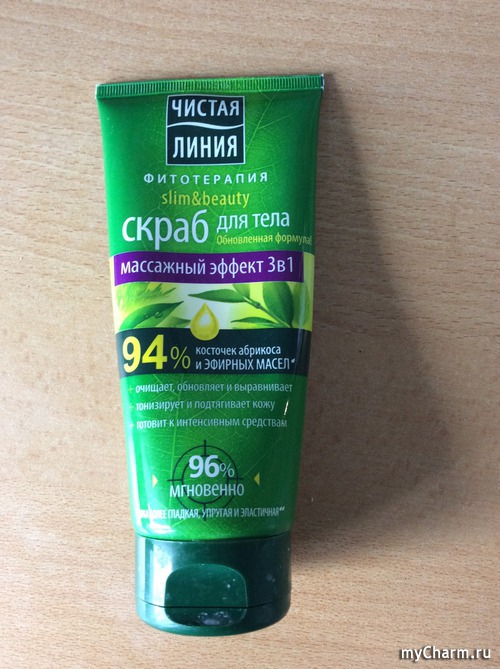 ЧИСТАЯ
ЛИНИЯ
ФИТОТЕРАПИЯ
slim&beauty
скраб для тела
Обновленная формула!
массажный эффект 3в1
94% косточек абрикоса
и ЭФИРНЫХ МАСЕЛ*
очищает, обновляет и выравнивает
тонизирует и подтягивает кожу
готовит к интенсивным средствам
96%
мгновенно
БОЛЕЕ ГЛАДКАЯ, УПРУГАЯ И ЭЛАСТИЧНАЯ**
myCharm.ru